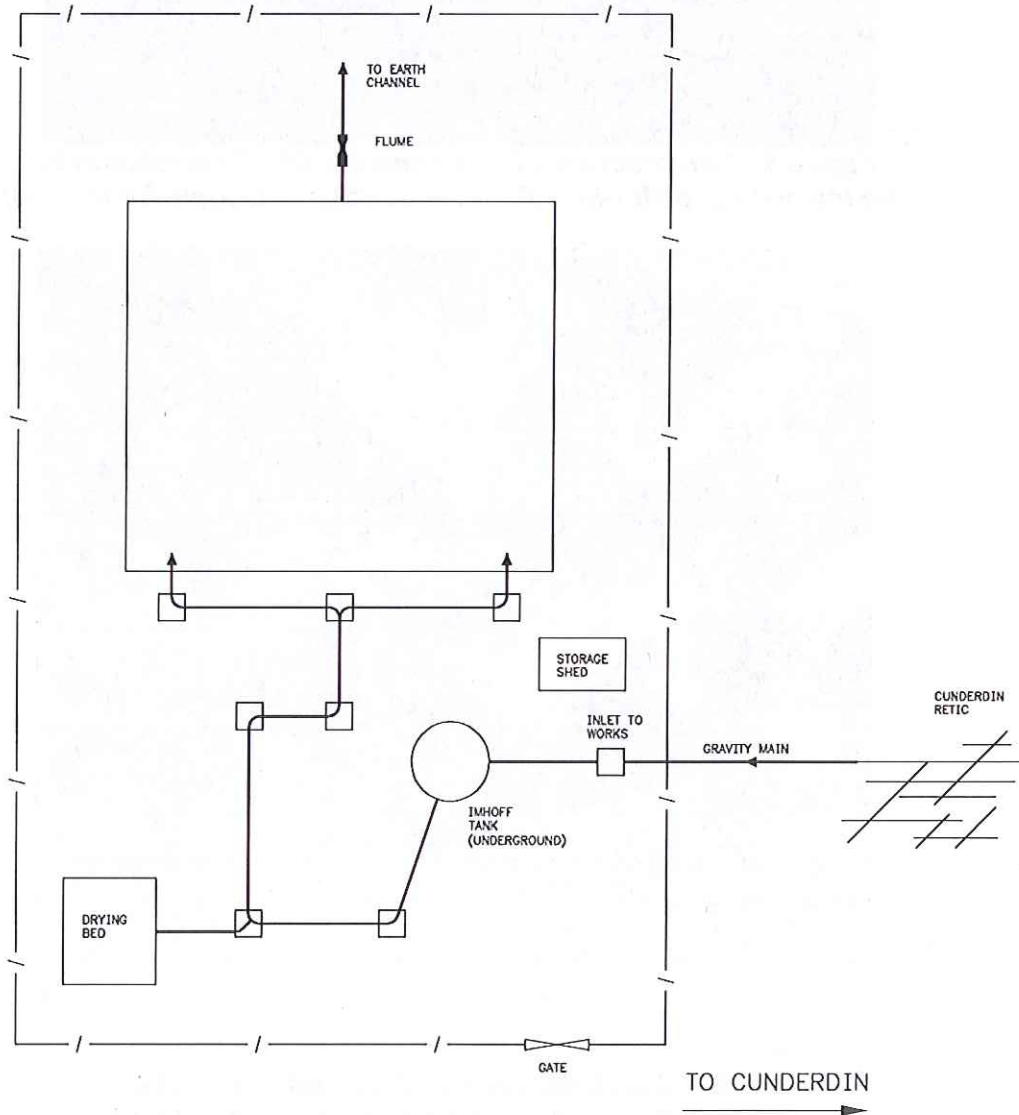 TO EARTH
CHANNEL
FLUME
STORAGE
SHED
INLET TO
WORKS
CUNDERDIN
RETIC
GRAVITY MAIN
IMHOFF
TANK
(UNDERGROUND)
DRYING
BED
GATE
TO CUNDERDIN